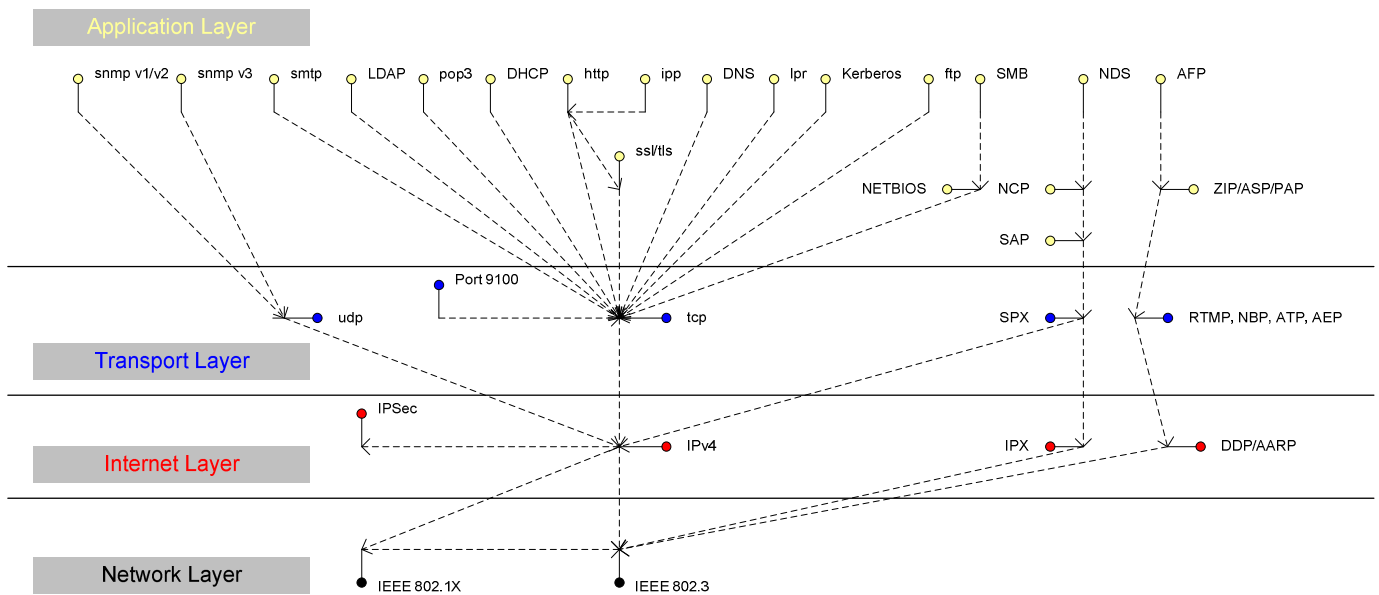 Application Layer
snmp v1/v2
snmp v3
smtp
LDAP
pop3
DHCP
http
ipp
DNS
lpr
Kerberos
ftp
SMB
NDS
AFP
ssl/tls
NETBIOS
NCP
ZIP/ASP/PAP
SAP
Port 9100
udp
tcp
SPX
RTMP, NBP, ATP, AEP
Transport Layer
IPSec
IPv4
IPX
DDP/AARP
Internet Layer
Network Layer
IEEE 802.1X
IEEE 802.3